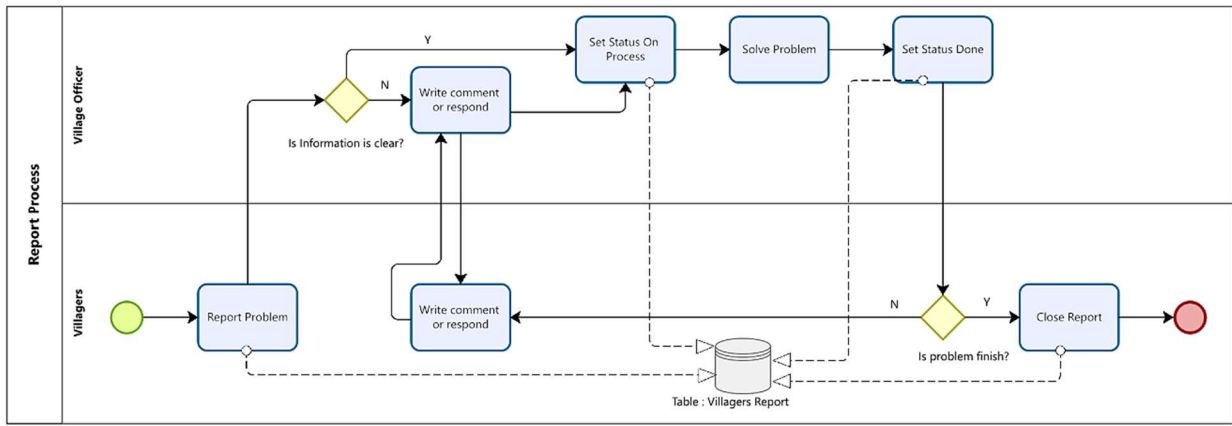 Report Process
Village Officer
Y
Set Status On
Process
Solve Problem
Set Status Done
N
Write comment
or respond
Is Information is clear?
Villagers
Report Problem
Write comment
or respond
N
Y
Close Report
Is problem finish?
Table : Villagers Report